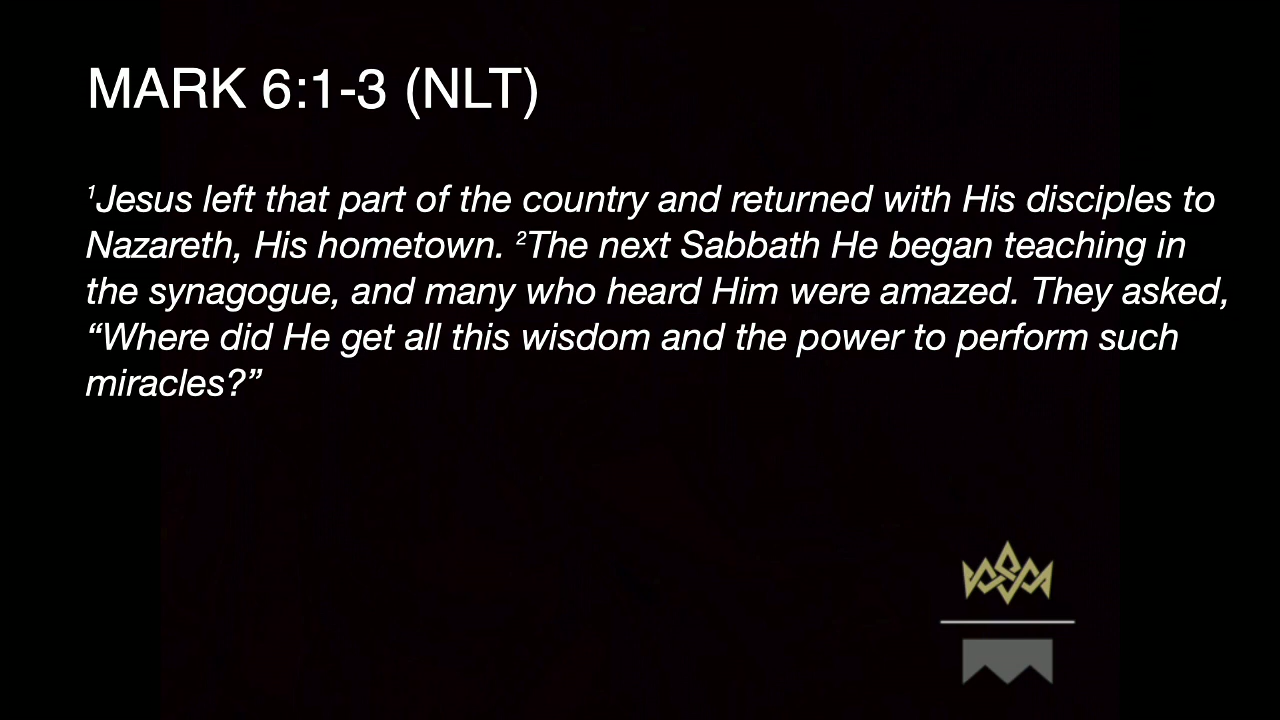 MARK 6:1-3 (NLT)
¹Jesus left that part of the country and returned with His disciples to
Nazareth, His hometown. ²The next Sabbath He began teaching in
the synagogue, and many who heard Him were amazed. They asked,
“Where did He get all this wisdom and the power to perform such
miracles?”